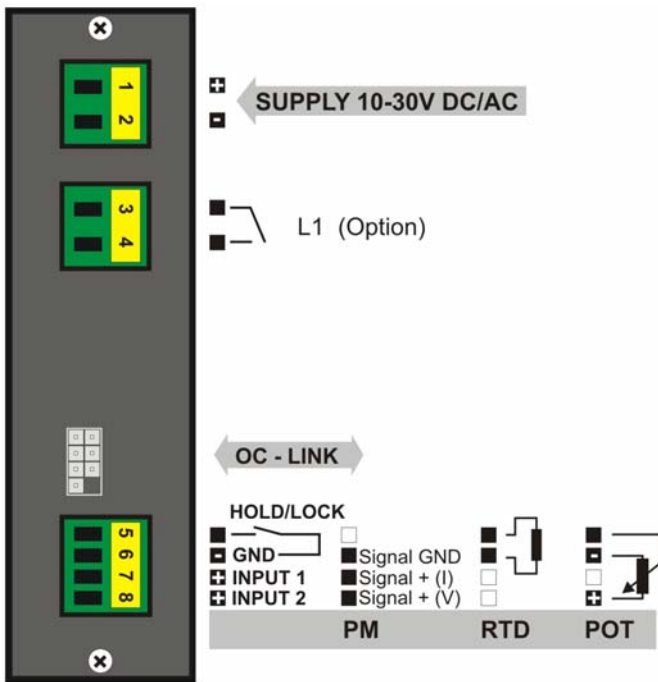 1
2
SUPPLY 10-30V DC/AC
3
4
L1 (Option)
OC - LINK
HOLD/LOCK
5
6
GND
Signal GND
7
INPUT 1
Signal + (I)
8
INPUT 2
Signal + (V)
PM
RTD
POT